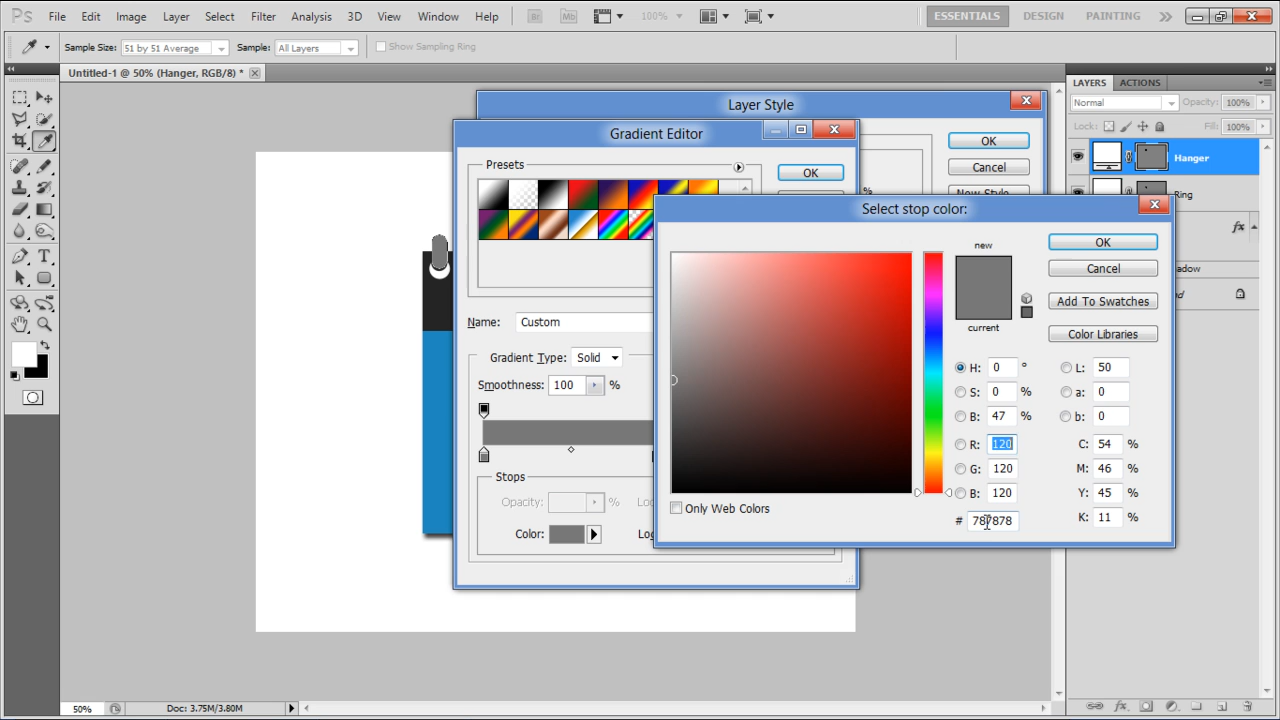 Ps File Edit Image Layer Select Filter Analysis 3D View Window Help Br Mb 100% ESSENTIALS DESIGN PAINTING
Sample Size: 51 by 51 Average Sample: All Layers Show Sampling Ring
Untitled-1 @ 50% (Hanger, RGB/8) *
LAYERS ACTIONS
Normal Opacity: 100%
Lock: Fill: 100%
Hanger
Ring
fx
Layer Style
OK
Cancel
New Style
%
Gradient Editor
Presets
OK
Name: Custom
Gradient Type: Solid
Smoothness: 100 %
Stops
Opacity: %
Color:
Select stop color:
new
current
OK
Cancel
Add To Swatches
Color Libraries
H: 0 ° L: 50
S: 0 % a: 0
B: 47 % b: 0
R: 120 C: 54 %
G: 120 M: 46 %
B: 120 Y: 45 %
# 787878 K: 11 %
Only Web Colors
50% Doc: 3.75M/3.80M